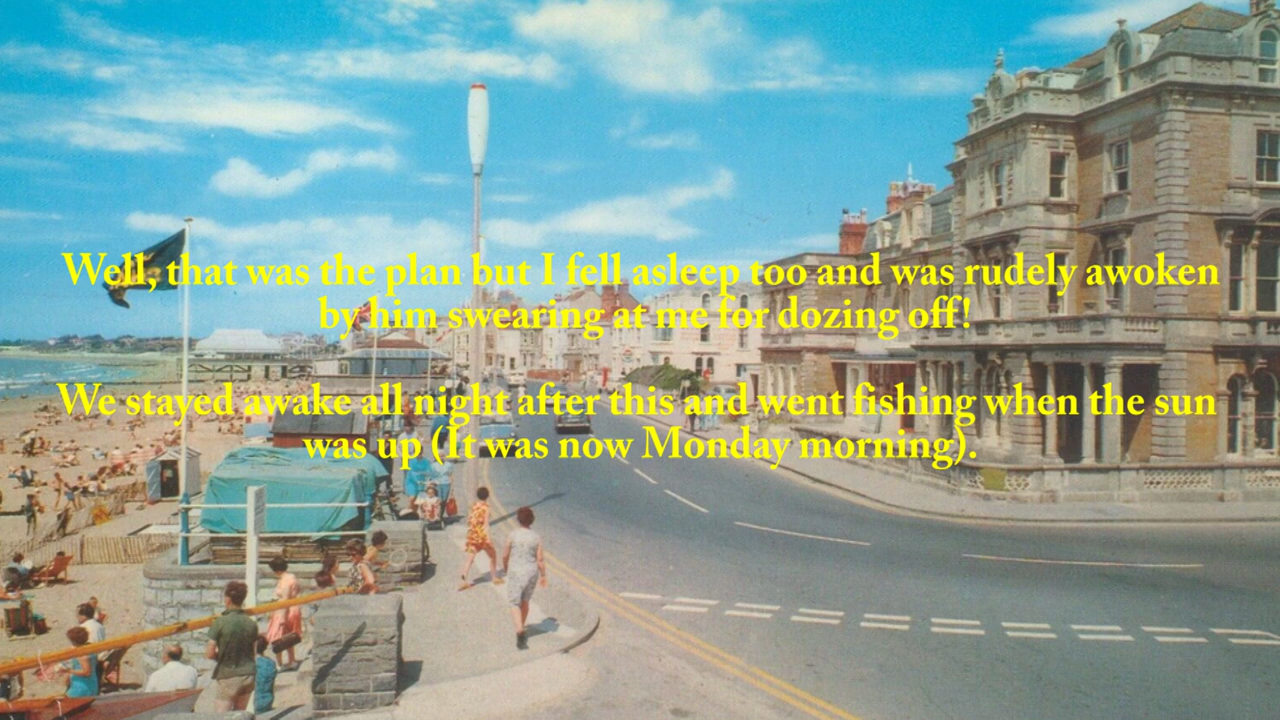 Well, that was the plan but I fell asleep too and was rudely awoken
by him swearing at me for dozing off!
We stayed awake all night after this and went fishing when the sun
was up (It was now Monday morning).